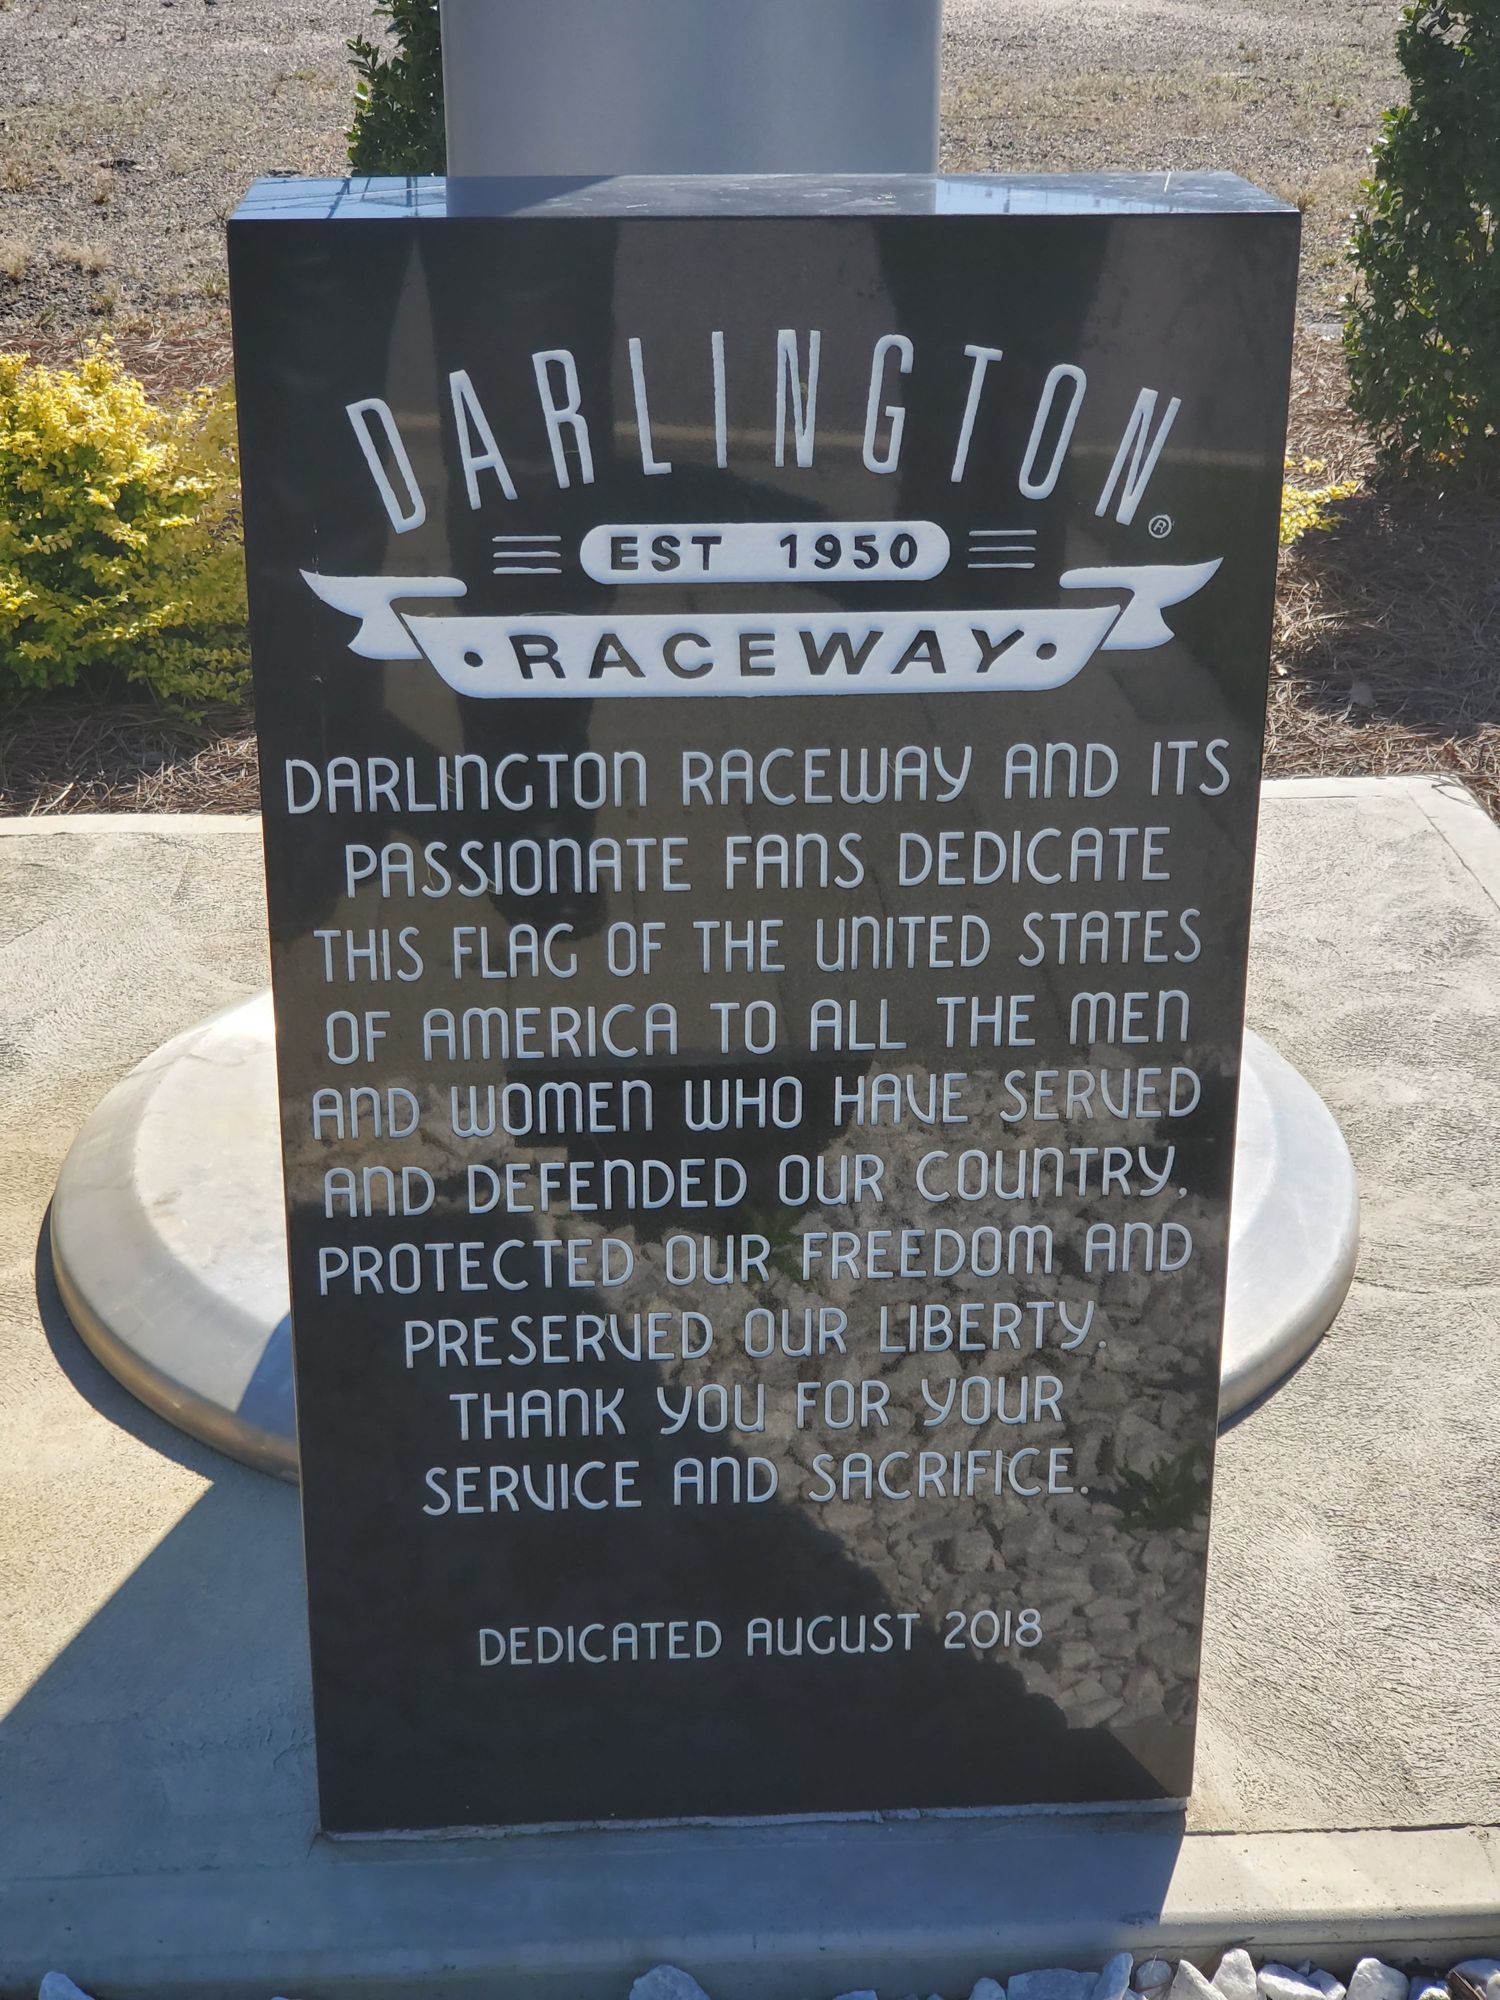 DARLINGTON®
EST 1950
• RACEWAY •
DARLINGTON RACEWAY AND ITS
PASSIONATE FANS DEDICATE
THIS FLAG OF THE UNITED STATES
OF AMERICA TO ALL THE MEN
AND WOMEN WHO HAVE SERVED
AND DEFENDED OUR COUNTRY,
PROTECTED OUR FREEDOM AND
PRESERVED OUR LIBERTY.
THANK YOU FOR YOUR
SERVICE AND SACRIFICE.
DEDICATED AUGUST 2018